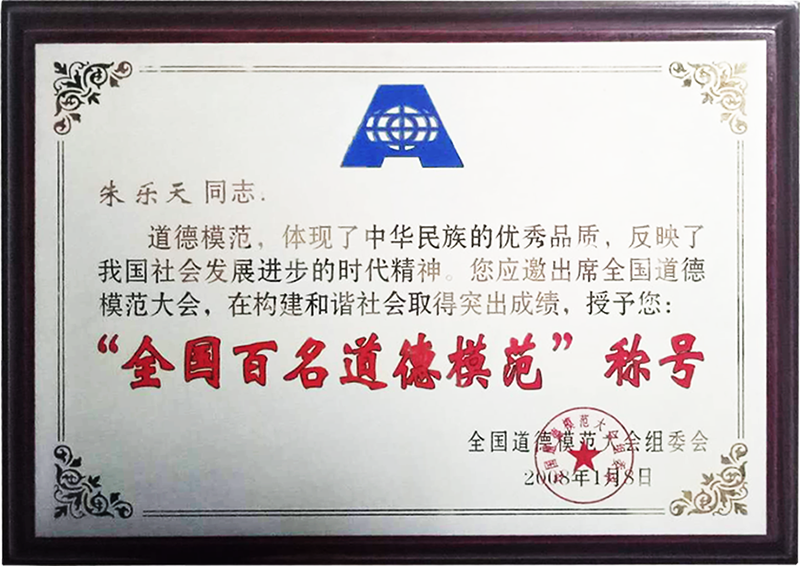 朱乐天同志:
道德模范，体现了中华民族的优秀品质，反映了
我国社会发展进步的时代精神。您应邀出席全国道德
模范大会，在构建和谐社会取得突出成绩，授予您:
“全国百名道德模范”称号
全国道德模范大会组委会
2008年1月8日